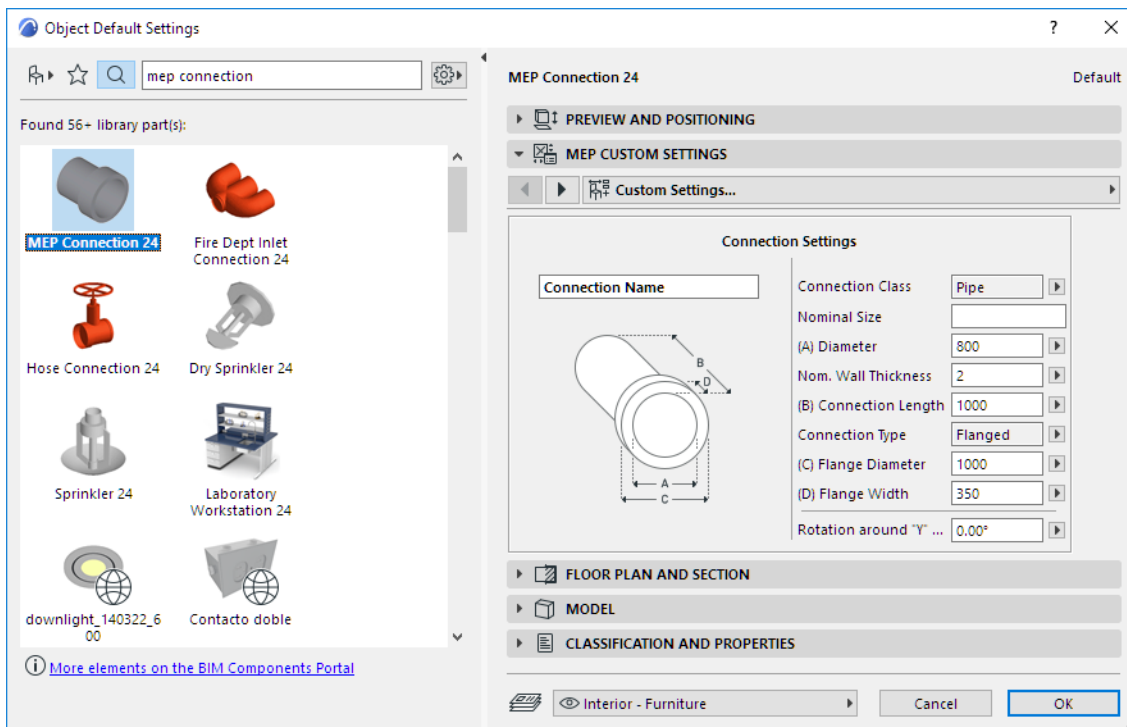 Object Default Settings
?
mep connection
Found 56+ library part(s):
MEP Connection 24
Fire Dept Inlet
Connection 24
Hose Connection 24
Dry Sprinkler 24
Sprinkler 24
Laboratory
Workstation 24
downlight_140322_6
00
Contacto doble
More elements on the BIM Components Portal
MEP Connection 24
Default
PREVIEW AND POSITIONING
MEP CUSTOM SETTINGS
Custom Settings...
Connection Settings
Connection Name
B
D
A
C
Connection Class
Pipe
Nominal Size
(A) Diameter
800
Nom. Wall Thickness
2
(B) Connection Length
1000
Connection Type
Flanged
(C) Flange Diameter
1000
(D) Flange Width
350
Rotation around "Y" ...
0.00°
FLOOR PLAN AND SECTION
MODEL
CLASSIFICATION AND PROPERTIES
Interior - Furniture
Cancel
OK